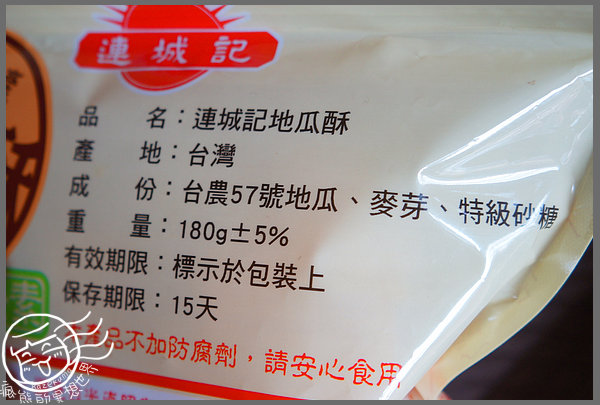 連城記
品 名：連城記地瓜酥
產 地：台灣
成 份：台農57號地瓜、麥芽、特級砂糖
重 量：180g±5%
有效期限：標示於包裝上
保存期限：15天
產品不加防腐劑，請安心食用
素